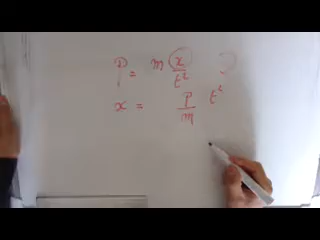 P = m x/t² ?
x = P/m t²